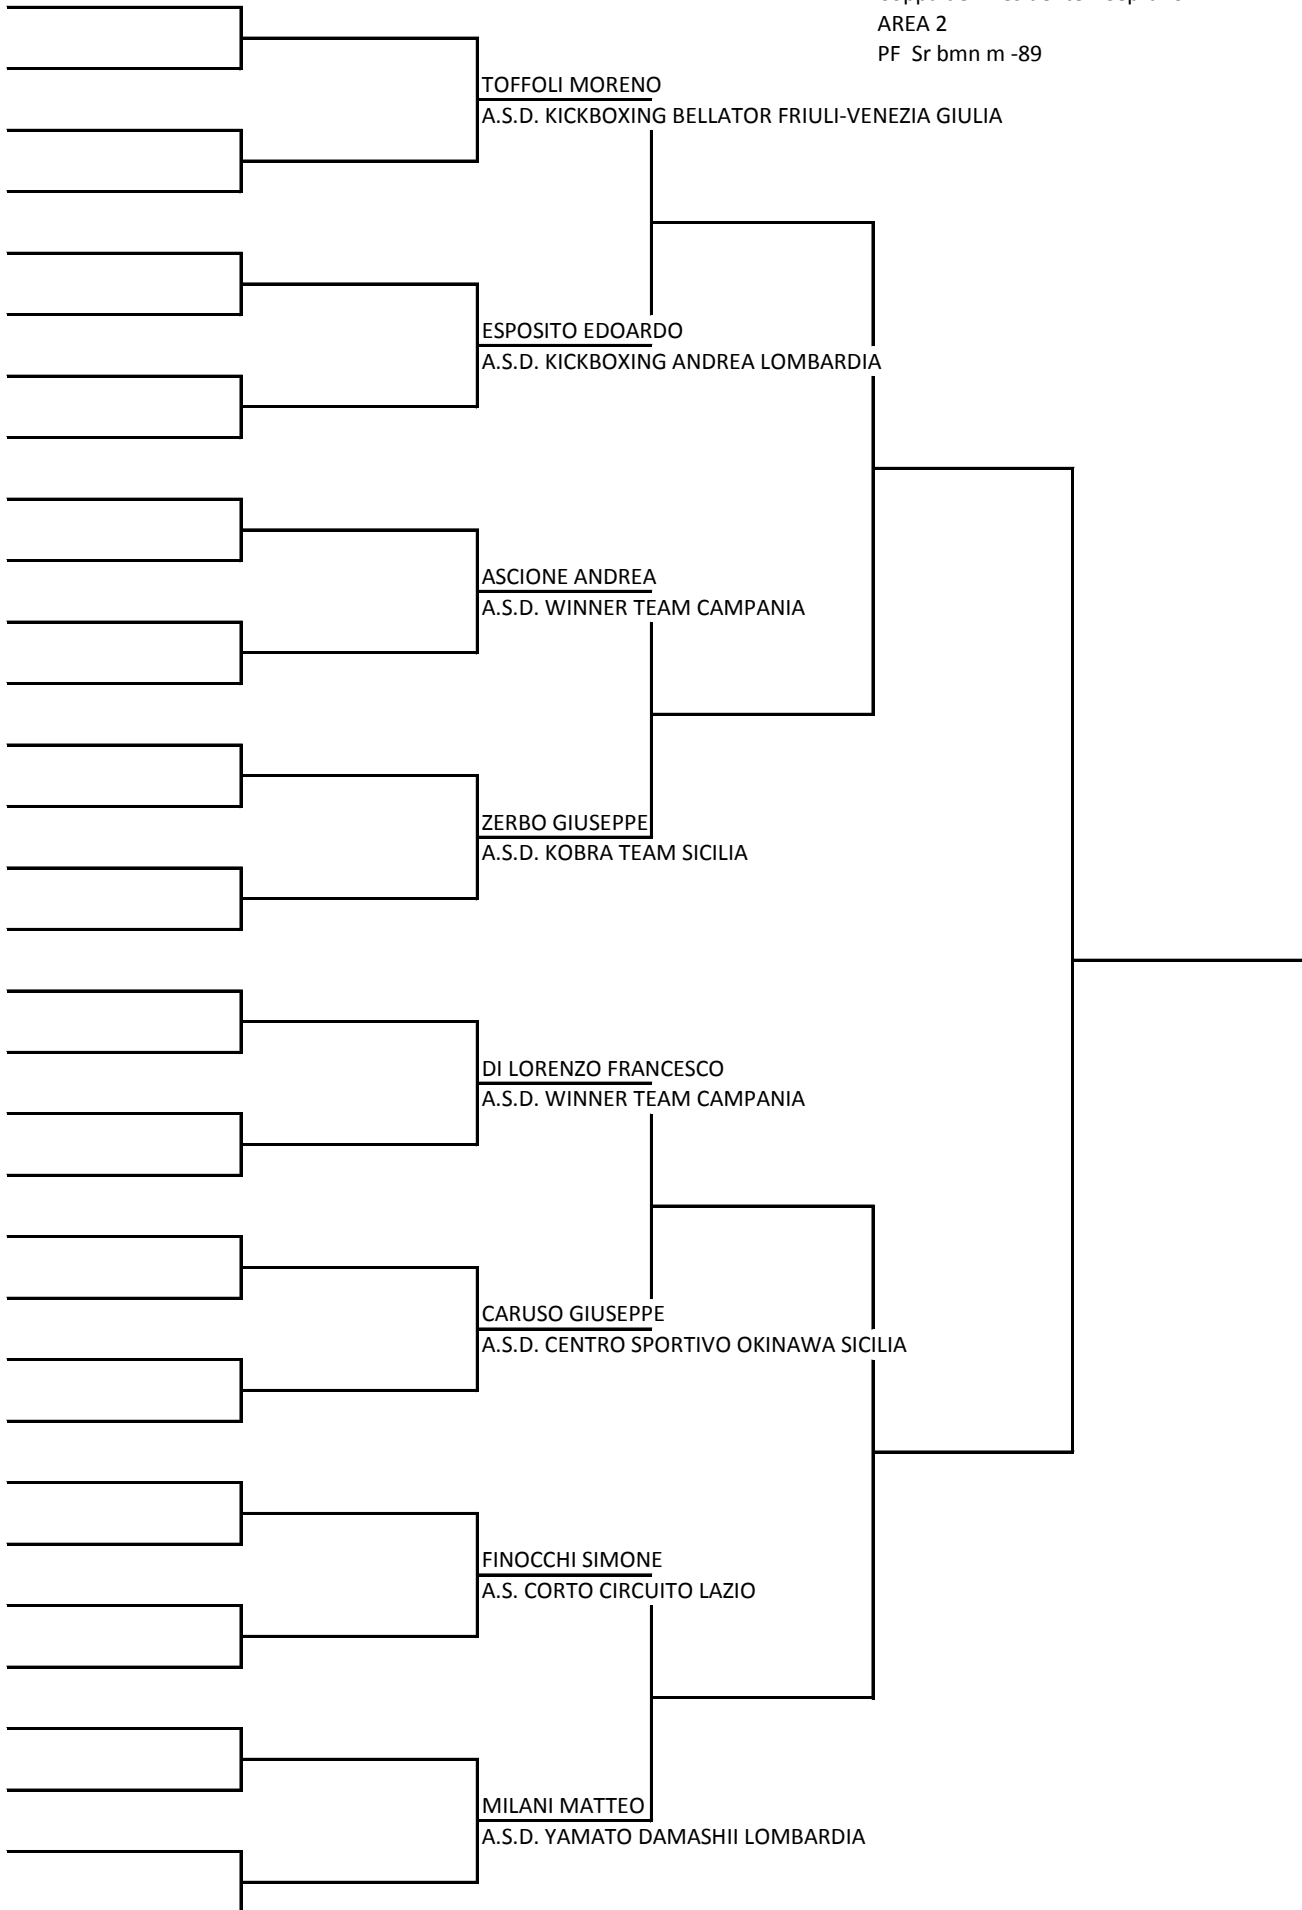 AREA 2
PF Sr bmn m -89
TOFFOLI MORENO
A.S.D. KICKBOXING BELLATOR FRIULI-VENEZIA GIULIA
ESPOSITO EDOARDO
A.S.D. KICKBOXING ANDREA LOMBARDIA
ASCIONE ANDREA
A.S.D. WINNER TEAM CAMPANIA
ZERBO GIUSEPPE
A.S.D. KOBRA TEAM SICILIA
DI LORENZO FRANCESCO
A.S.D. WINNER TEAM CAMPANIA
CARUSO GIUSEPPE
A.S.D. CENTRO SPORTIVO OKINAWA SICILIA
FINOCCHI SIMONE
A.S. CORTO CIRCUITO LAZIO
MILANI MATTEO
A.S.D. YAMATO DAMASHII LOMBARDIA